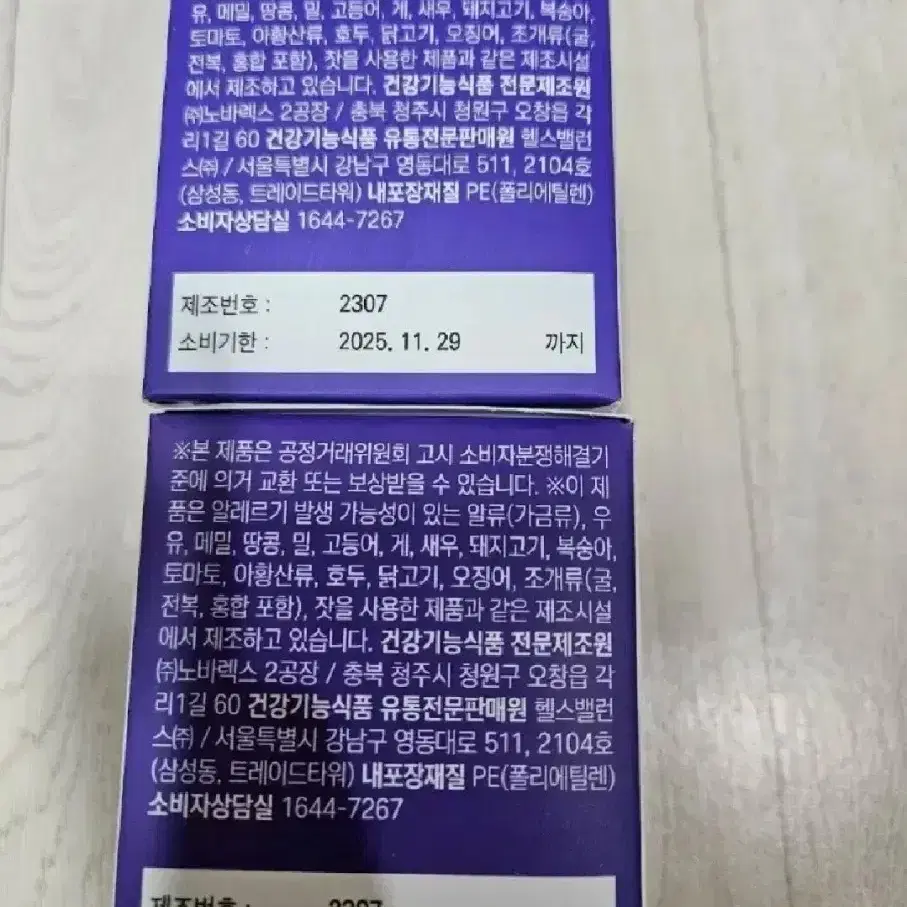 유, 메밀, 땅콩, 밀, 고등어, 게, 새우, 돼지고기, 복숭아,
토마토, 아황산류, 호두, 닭고기, 오징어, 조개류(굴,
전복, 홍합 포함), 잣을 사용한 제품과 같은 제조시설
에서 제조하고 있습니다. 건강기능식품 전문제조원
㈜노바렉스 2공장 / 충북 청주시 청원구 오창읍 각
리1길 60 건강기능식품 유통전문판매원 헬스밸런
스㈜ / 서울특별시 강남구 영동대로 511, 2104호
(삼성동, 트레이드타워) 내포장재질 PE(폴리에틸렌)
소비자상담실 1644-7267
제조번호 : 2307
소비기한 : 2025. 11. 29 까지
※본 제품은 공정거래위원회 고시 소비자분쟁해결기
준에 의거 교환 또는 보상받을 수 있습니다. ※이 제
품은 알레르기 발생 가능성이 있는 알류(가금류), 우
유, 메밀, 땅콩, 밀, 고등어, 게, 새우, 돼지고기, 복숭아,
토마토, 아황산류, 호두, 닭고기, 오징어, 조개류(굴,
전복, 홍합 포함), 잣을 사용한 제품과 같은 제조시설
에서 제조하고 있습니다. 건강기능식품 전문제조원
㈜노바렉스 2공장 / 충북 청주시 청원구 오창읍 각
리1길 60 건강기능식품 유통전문판매원 헬스밸런
스㈜ / 서울특별시 강남구 영동대로 511, 2104호
(삼성동, 트레이드타워) 내포장재질 PE(폴리에틸렌)
소비자상담실 1644-7267
제조번호 : 2307